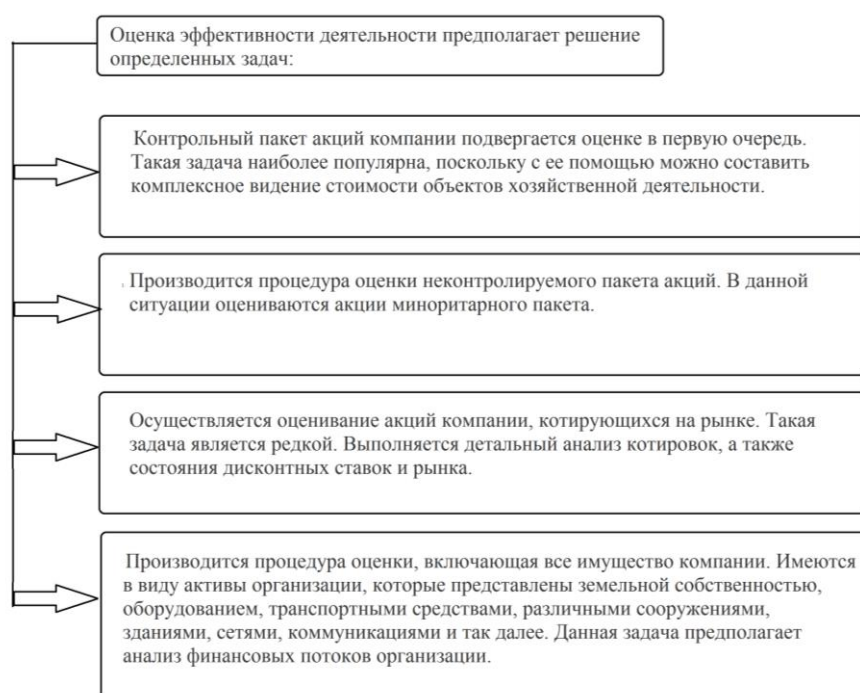 Оценка эффективности деятельности предполагает решение
определенных задач:
Контрольный пакет акций компании подвергается оценке в первую очередь.
Такая задача наиболее популярна, поскольку с ее помощью можно составить
комплексное видение стоимости объектов хозяйственной деятельности.
Производится процедура оценки неконтролируемого пакета акций. В данной
ситуации оцениваются акции миноритарного пакета.
Осуществляется оценивание акций компании, котирующихся на рынке. Такая
задача является редкой. Выполняется детальный анализ котировок, а также
состояния дисконтных ставок и рынка.
Производится процедура оценки, включающая все имущество компании. Имеются
в виду активы организации, которые представлены земельной собственностью,
оборудованием, транспортными средствами, различными сооружениями,
зданиями, сетями, коммуникациями и так далее. Данная задача предполагает
анализ финансовых потоков организации.